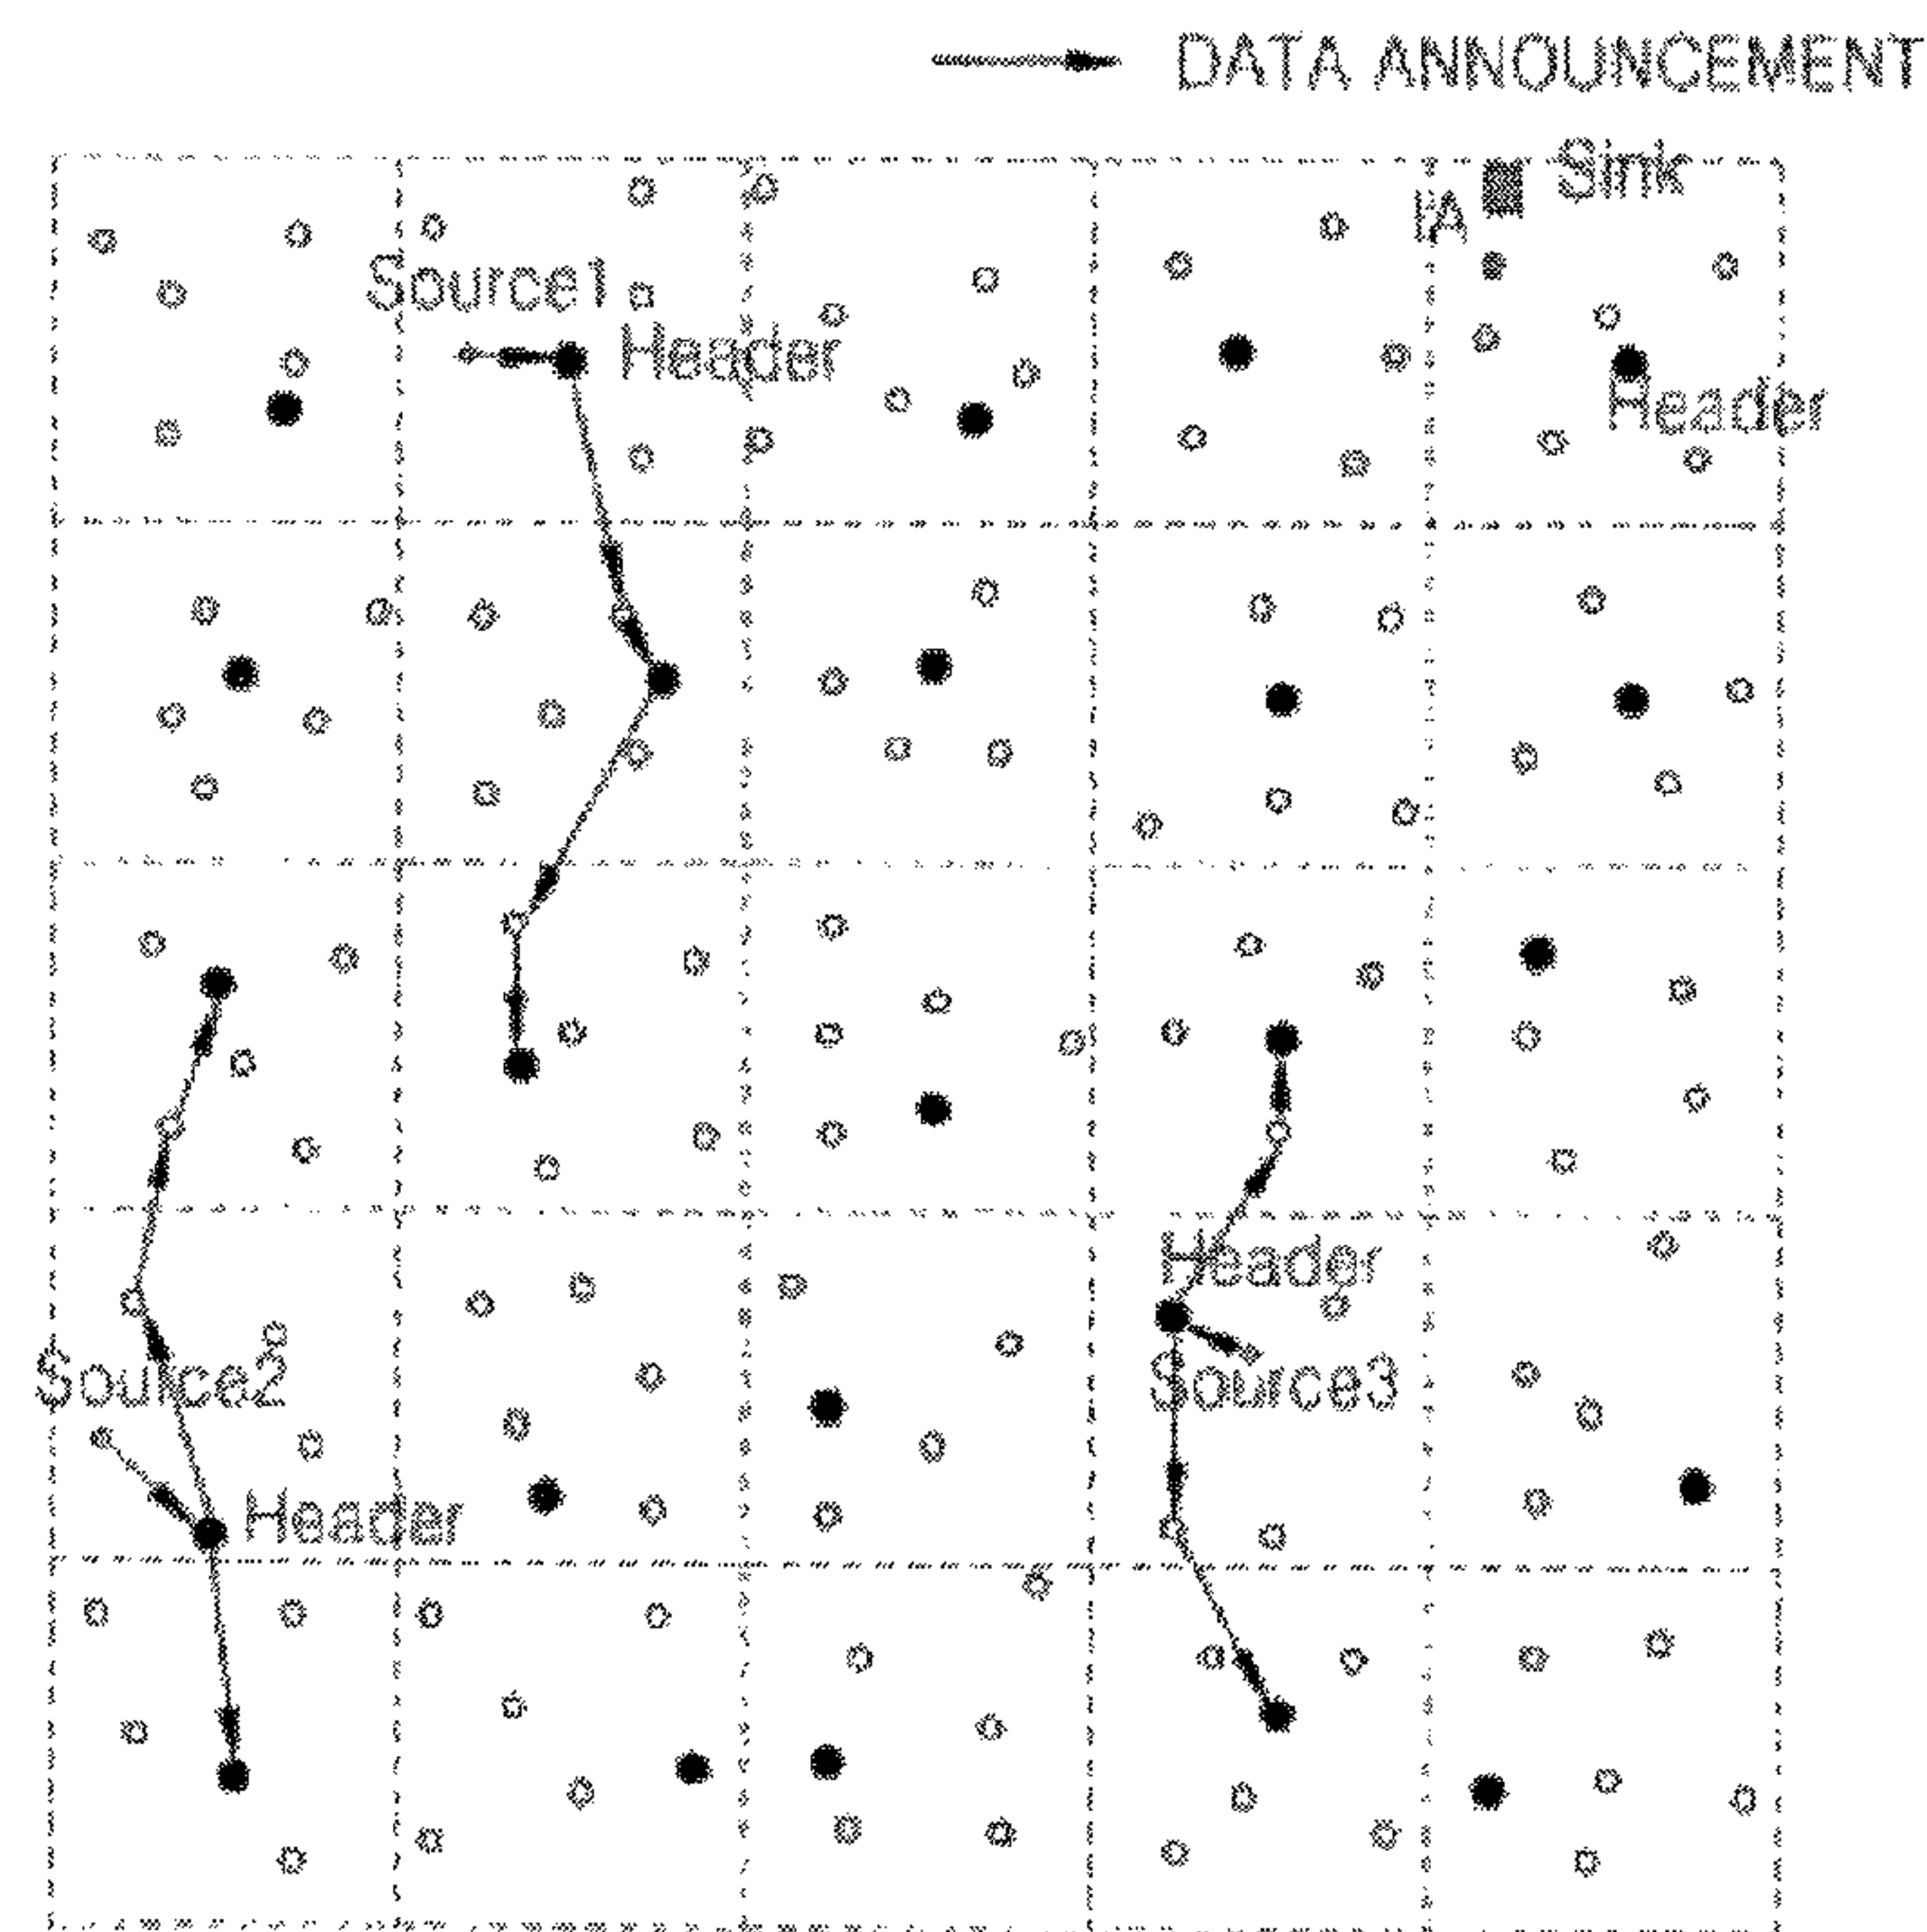 DATA ANNOUNCEMENT
Sink
IA
Source1
Header
Header
Header
Source2
Source3
Header